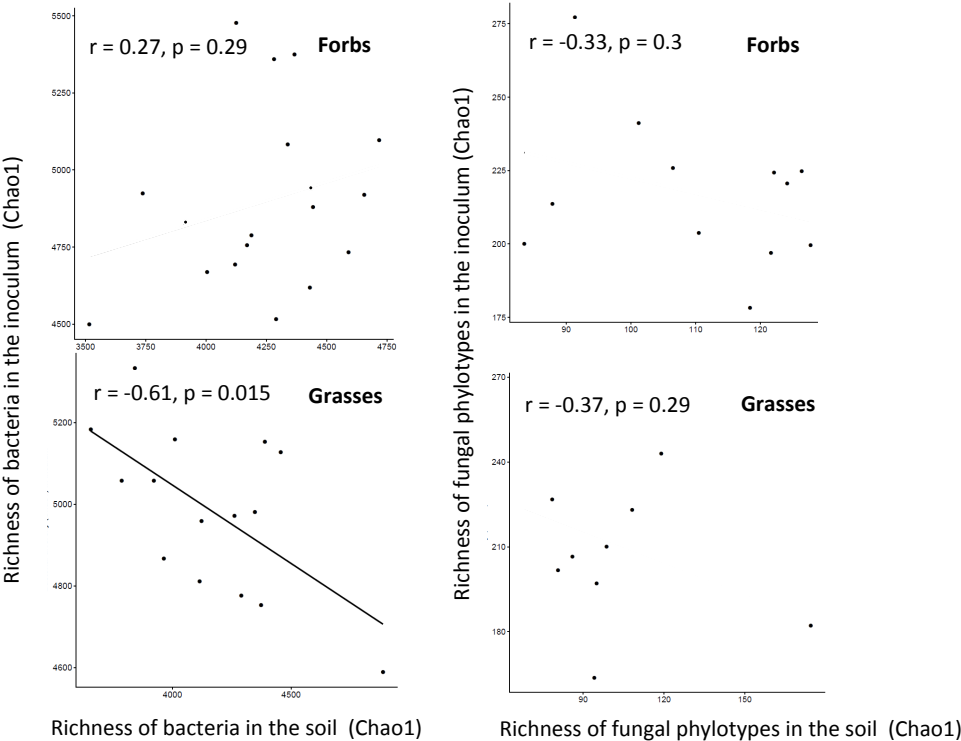 r = 0.27, p = 0.29
Forbs
5500
5250
5000
4750
4500
3500
3750
4000
4250
4500
4750
r = -0.33, p = 0.3
Forbs
275
250
225
200
175
90
100
110
120
r = -0.61, p = 0.015
Grasses
5200
5000
4800
4600
4000
4500
r = -0.37, p = 0.29
Grasses
270
240
210
180
90
120
150
Richness of bacteria in the inoculum (Chao1)
Richness of fungal phylotypes in the inoculum (Chao1)
Richness of bacteria in the soil (Chao1)
Richness of fungal phylotypes in the soil (Chao1)